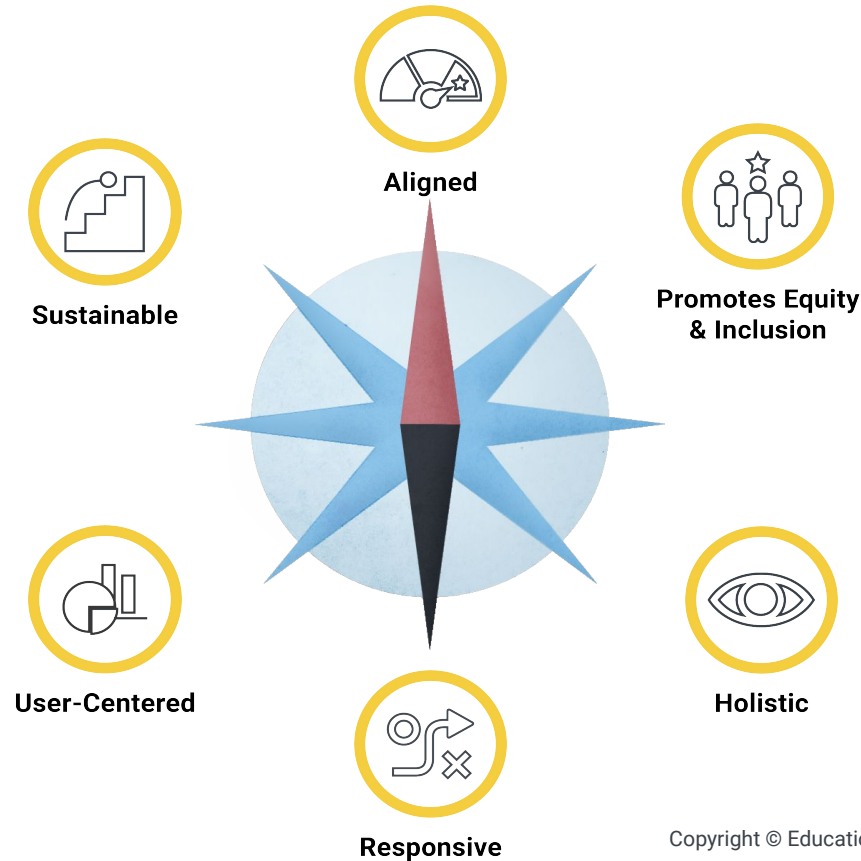 Aligned
Promotes Equity
& Inclusion
Sustainable
User-Centered
Holistic
Responsive
Copyright ©